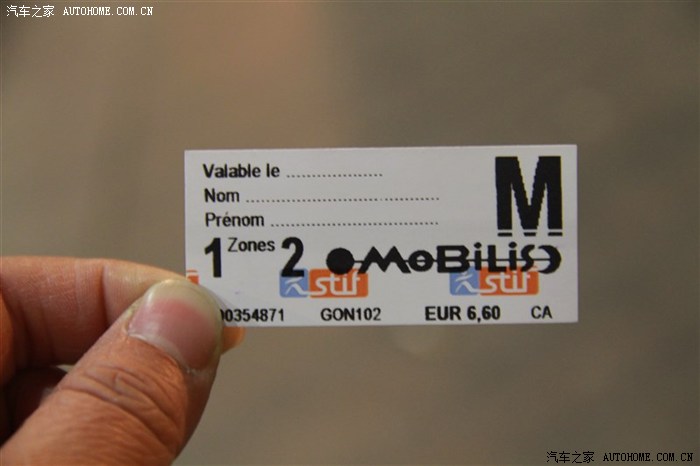 汽车之家 AUTOHOME.COM.CN
Valable le ....................
Nom ........................................
Prénom ...................................
M
1 Zones 2 MOBILIS
stif stif
00354871 GON102 EUR 6,60 CA
汽车之家 AUTOHOME.COM.CN